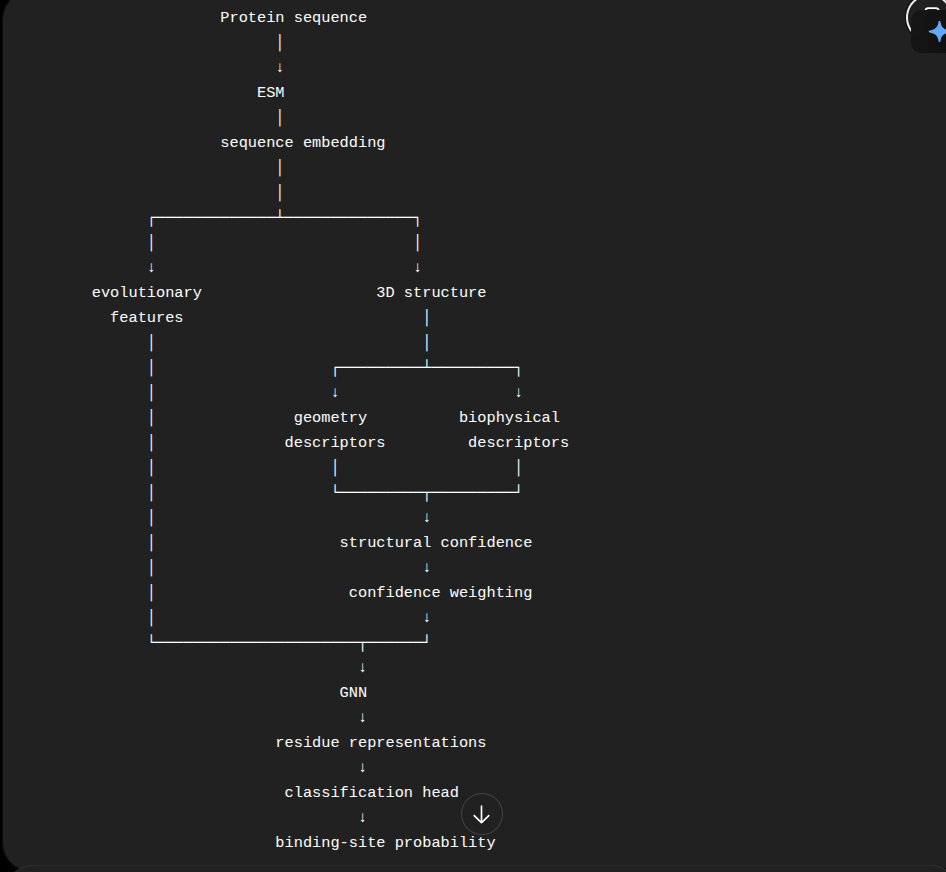 Protein sequence
ESM
sequence embedding
evolutionary 3D structure
features
geometry biophysical
descriptors descriptors
structural confidence
confidence weighting
GNN
residue representations
classification head
binding-site probability